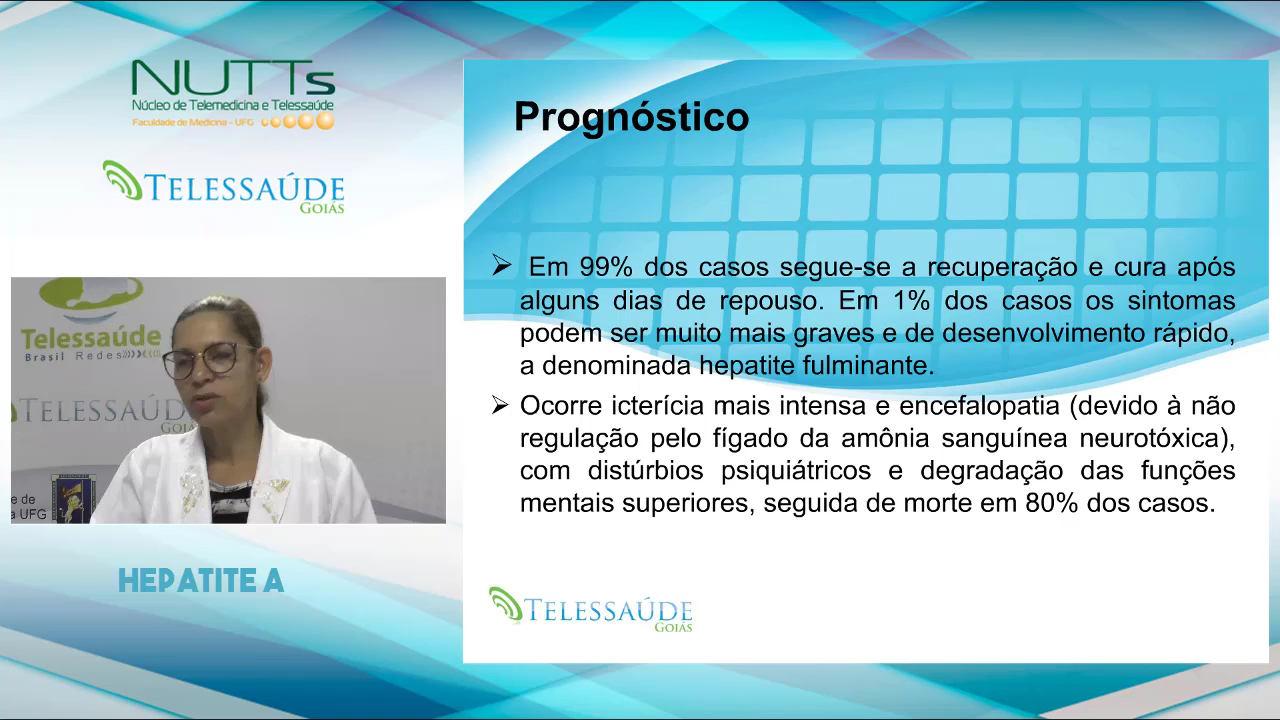 NUTTs
Núcleo de Telemedicina e Telessaúde
Faculdade de Medicina - UFG
TELESSAÚDE
GOIÁS
Telessaúde
Brasil Redes
TELESSAÚD
GOI
de de
a UFG
HEPATITE A
Prognóstico
➢ Em 99% dos casos segue-se a recuperação e cura após
alguns dias de repouso. Em 1% dos casos os sintomas
podem ser muito mais graves e de desenvolvimento rápido,
a denominada hepatite fulminante.
➢ Ocorre icterícia mais intensa e encefalopatia (devido à não
regulação pelo fígado da amônia sanguínea neurotóxica),
com distúrbios psiquiátricos e degradação das funções
mentais superiores, seguida de morte em 80% dos casos.
TELESSAÚDE
GOIÁS